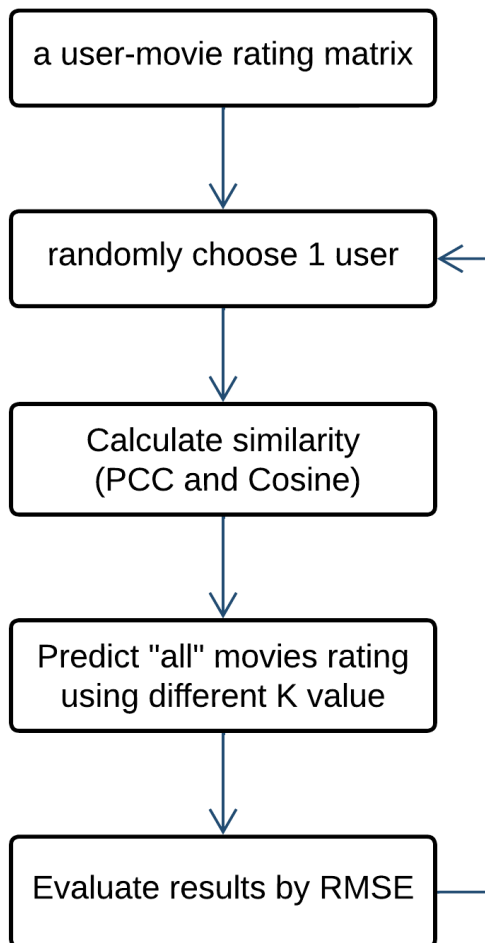 a user-movie rating matrix
randomly choose 1 user
Calculate similarity
(PCC and Cosine)
Predict "all" movies rating
using different K value
Evaluate results by RMSE